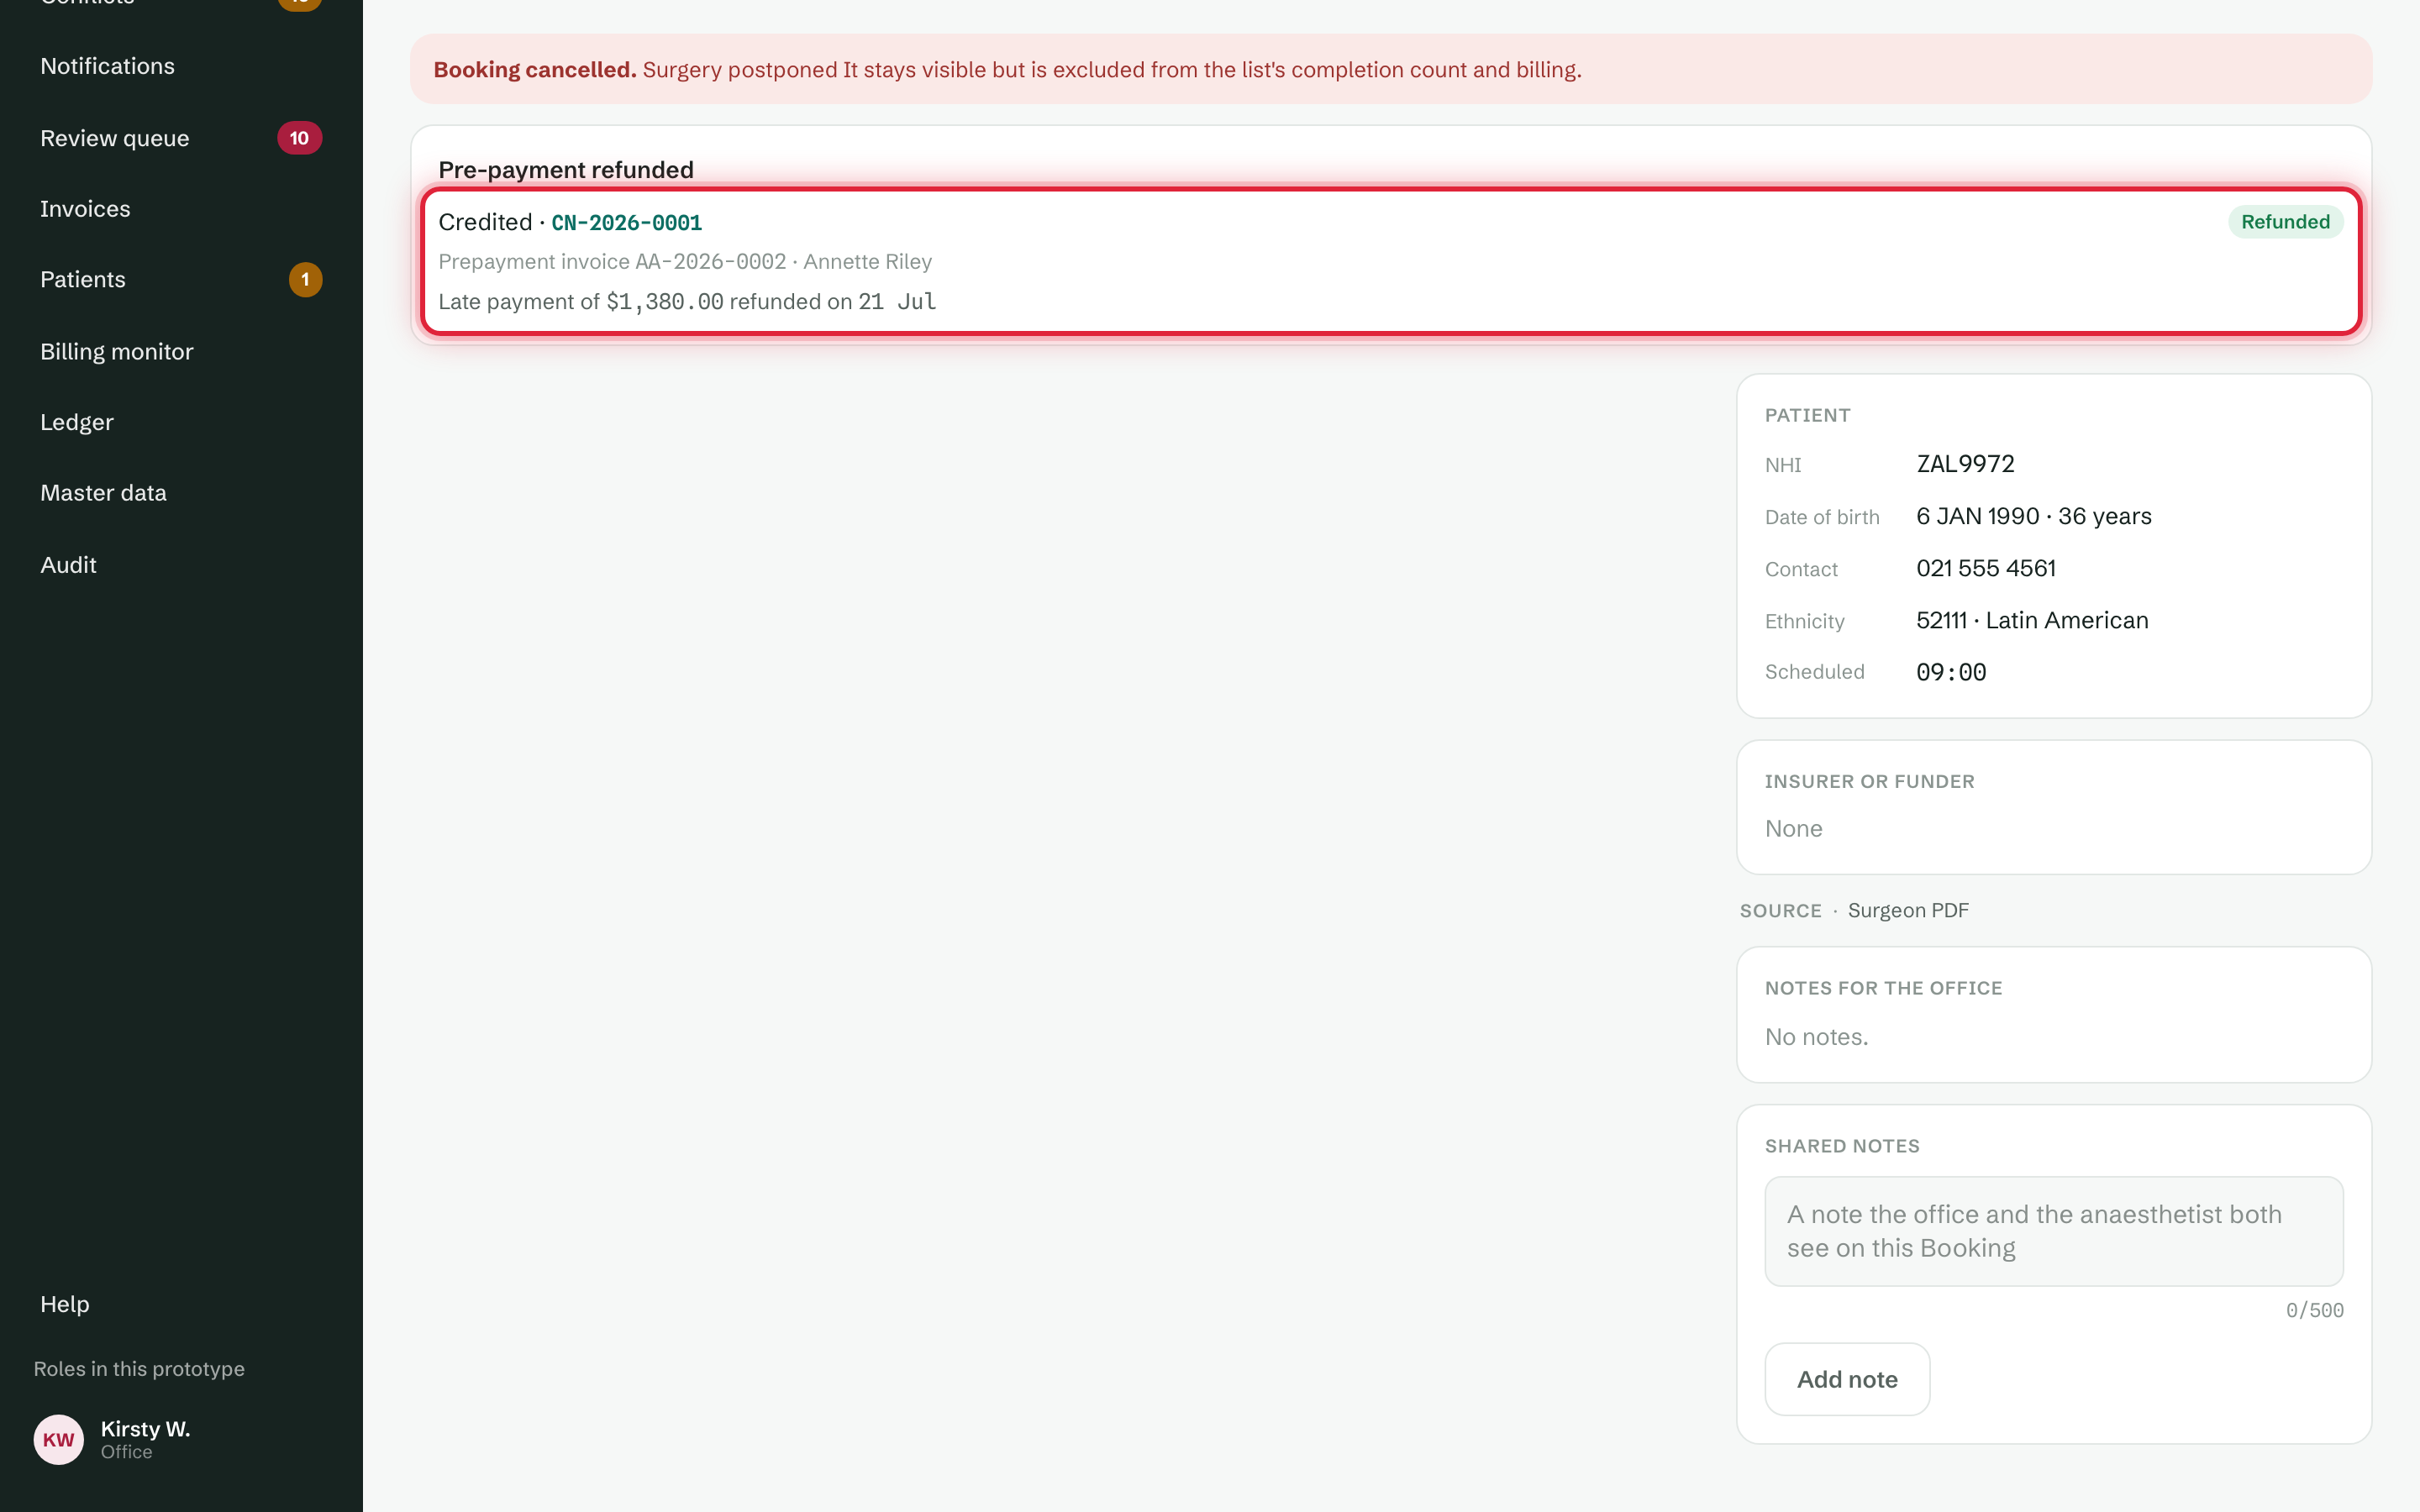 Conflicts
Notifications
Review queue 10
Invoices
Patients 1
Billing monitor
Ledger
Master data
Audit
Help
Roles in this prototype
KW
Kirsty W.
Office
Booking cancelled. Surgery postponed It stays visible but is excluded from the list's completion count and billing.
Pre-payment refunded
Credited · CN-2026-0001
Refunded
Prepayment invoice AA-2026-0002 · Annette Riley
Late payment of $1,380.00 refunded on 21 Jul
PATIENT
NHI ZAL9972
Date of birth 6 JAN 1990 · 36 years
Contact 021 555 4561
Ethnicity 52111 · Latin American
Scheduled 09:00
INSURER OR FUNDER
None
SOURCE · Surgeon PDF
NOTES FOR THE OFFICE
No notes.
SHARED NOTES
A note the office and the anaesthetist both
see on this Booking
0/500
Add note